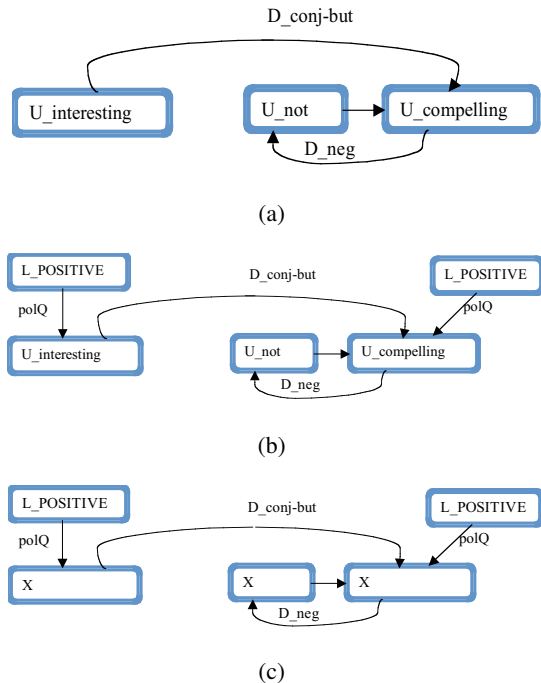 D_conj-but
U_interesting
U_not
U_compelling
D_neg
(a)
L_POSITIVE
L_POSITIVE
D_conj-but
polQ
polQ
U_interesting
U_not
U_compelling
D_neg
(b)
L_POSITIVE
L_POSITIVE
D_conj-but
polQ
polQ
X
X
X
D_neg
(c)